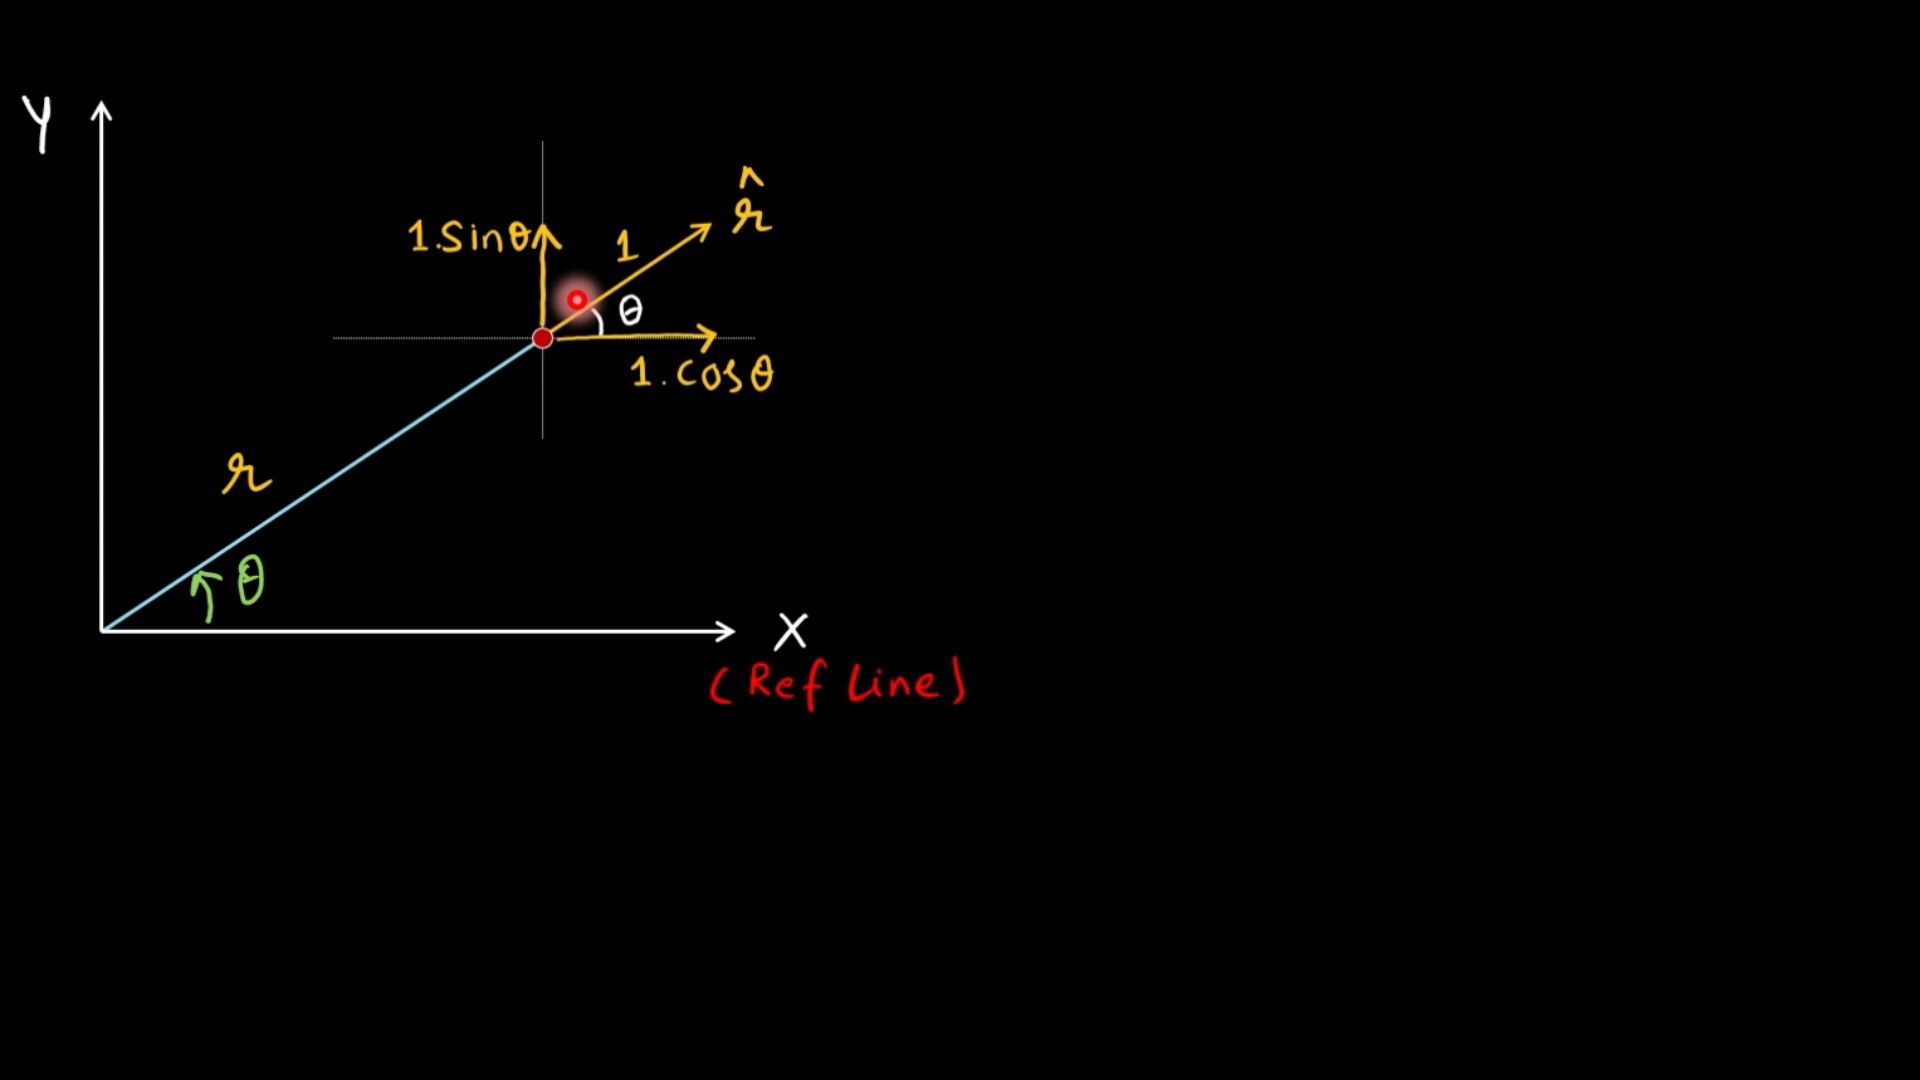 Y
r̂
1.Sinθ
1
θ
1.cosθ
r
θ
X
(Ref Line)